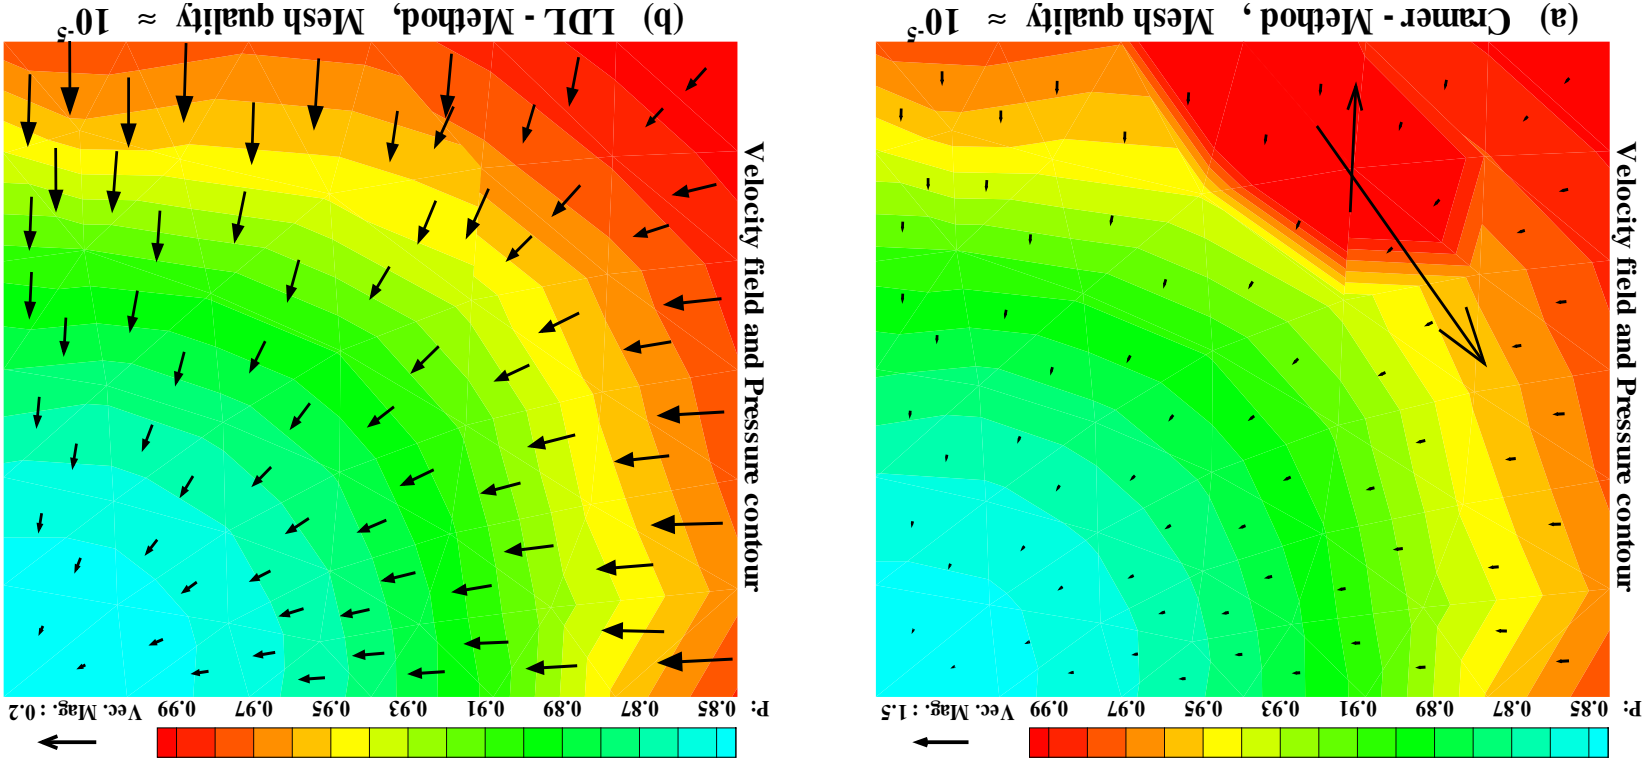 P: 0.85 0.87 0.89 0.91 0.93 0.95 0.97 0.99 Vec. Mag. : 1.5
Velocity field and Pressure contour
(a) Cramer - Method , Mesh quality ≈ 10⁻⁵
P: 0.85 0.87 0.89 0.91 0.93 0.95 0.97 0.99 Vec. Mag. : 0.2
Velocity field and Pressure contour
(b) LDL - Method, Mesh quality ≈ 10⁻⁵